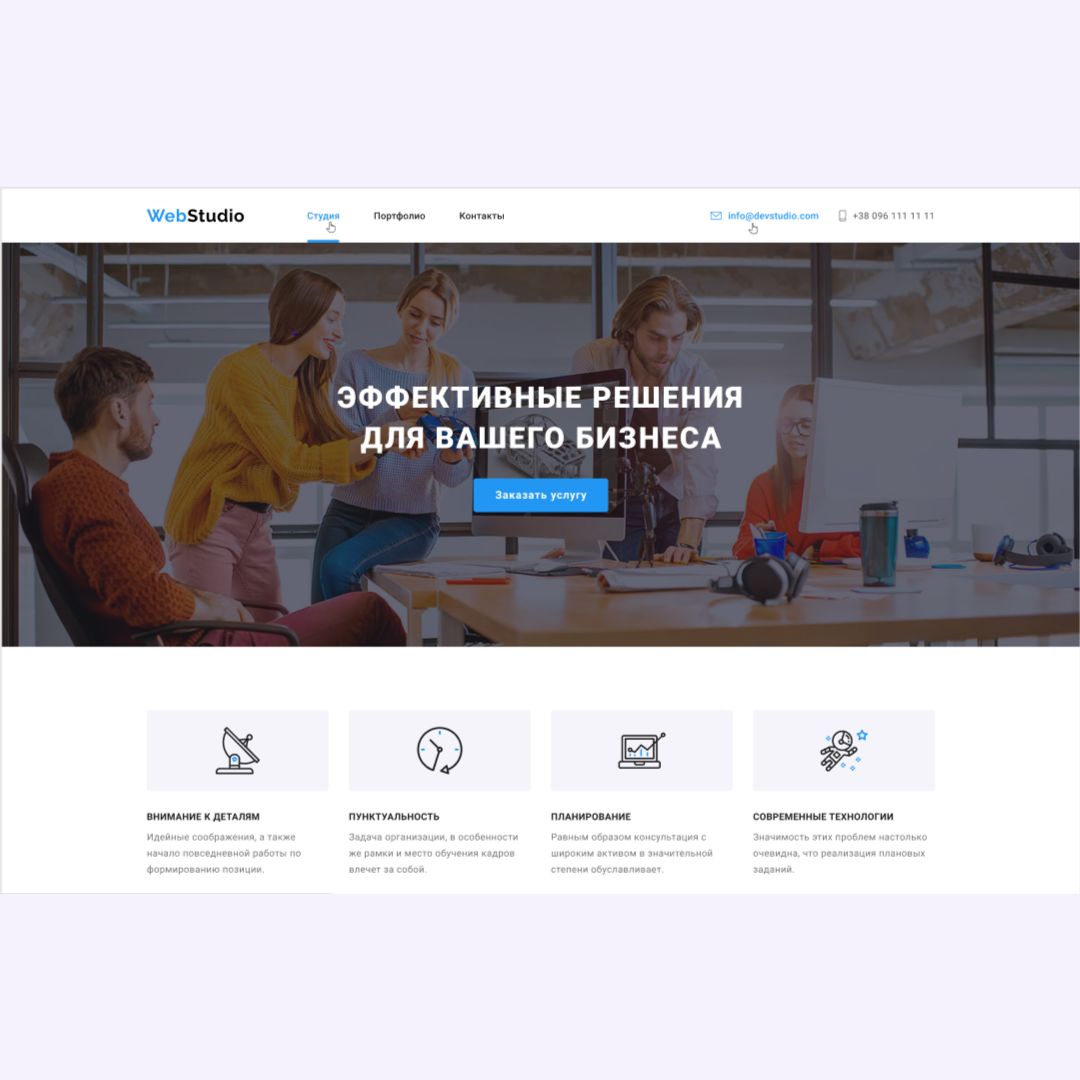 WebStudio
Студия
Портфолио
Контакты
info@devstudio.com
+38 096 111 11 11
ЭФФЕКТИВНЫЕ РЕШЕНИЯ
ДЛЯ ВАШЕГО БИЗНЕСА
Заказать услугу
ВНИМАНИЕ К ДЕТАЛЯМ
Идейные соображения, а также
начало повседневной работы по
формированию позиции.
ПУНКТУАЛЬНОСТЬ
Задача организации, в особенности
же рамки и место обучения кадров
влечет за собой.
ПЛАНИРОВАНИЕ
Равным образом консультация с
широким активом в значительной
степени обуславливает.
СОВРЕМЕННЫЕ ТЕХНОЛОГИИ
Значимость этих проблем настолько
очевидна, что реализация плановых
заданий.